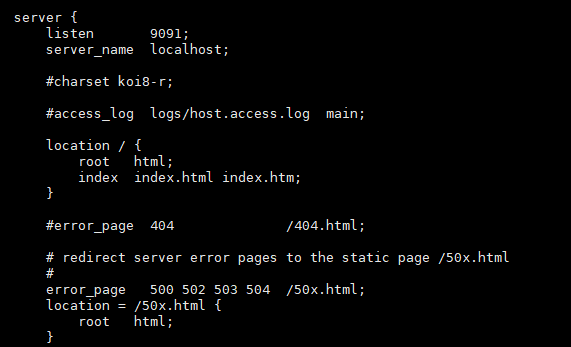 server {
    listen       9091;
    server_name  localhost;

    #charset koi8-r;

    #access_log  logs/host.access.log  main;

    location / {
        root   html;
        index  index.html index.htm;
    }

    #error_page  404              /404.html;

    # redirect server error pages to the static page /50x.html
    #
    error_page   500 502 503 504  /50x.html;
    location = /50x.html {
        root   html;
    }